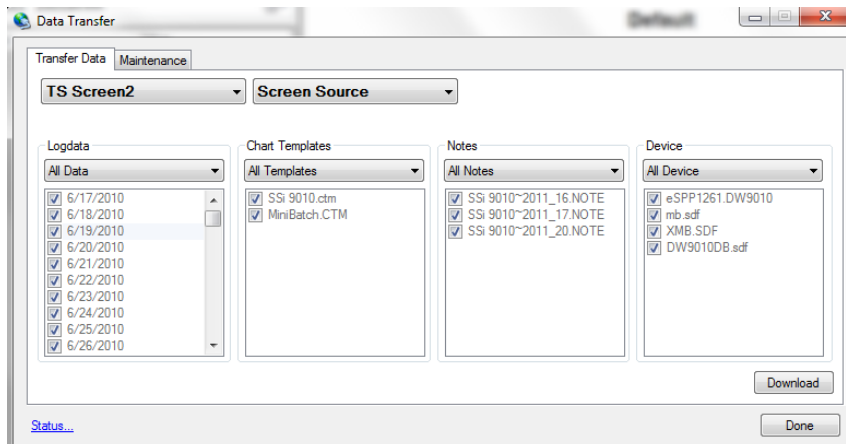 Data Transfer
Default
Transfer Data Maintenance
TS Screen2 Screen Source
Logdata Chart Templates Notes Device
All Data All Templates All Notes All Device
6/17/2010 SSi 9010.ctm SSi 9010~2011_16.NOTE eSPP1261.DW9010
6/18/2010 MiniBatch.CTM SSi 9010~2011_17.NOTE mb.sdf
6/19/2010 SSi 9010~2011_20.NOTE XMB.SDF
6/20/2010 DW9010DB.sdf
6/21/2010
6/22/2010
6/23/2010
6/24/2010
6/25/2010
6/26/2010
Download
Status... Done